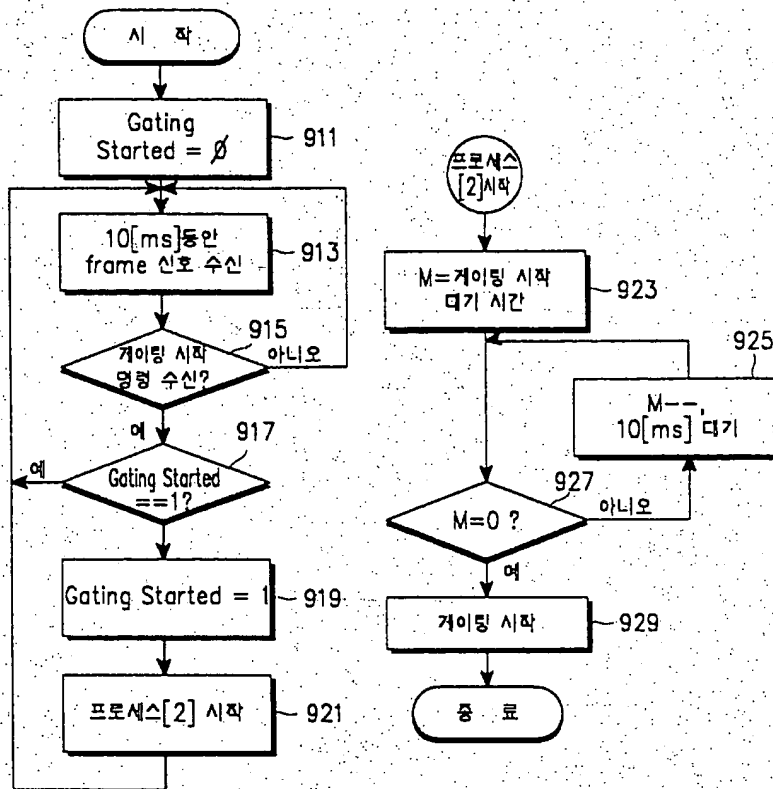 시 작
Gating
Started = 0
911
10[ms]동안
frame 신호 수신
913
915
게이팅 시작
명령 수신?
아니오
예
917
예
Gating Started
==1?
Gating Started = 1
919
프로세스[2] 시작
921
프로세스
[2]시작
M=게이팅 시작
대기 시간
923
925
M--,
10[ms] 대기
927
M=0 ?
아니오
예
게이팅 시작
929
종 료